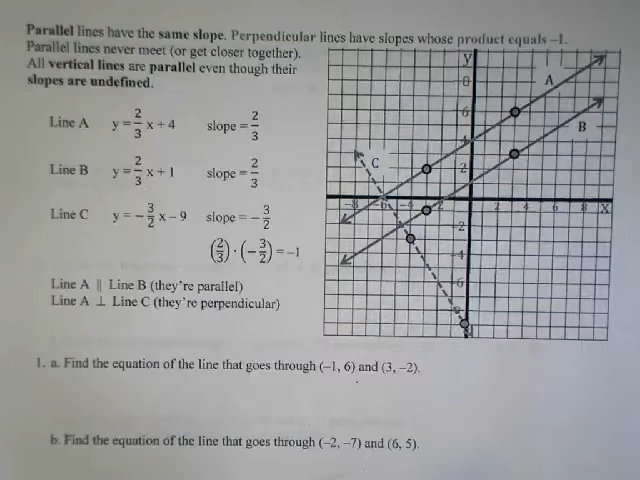 Parallel lines have the same slope. Perpendicular lines have slopes whose product equals –1.
Parallel lines never meet (or get closer together).
All vertical lines are parallel even though their
slopes are undefined.
Line A y = 2/3 x + 4 slope = 2/3
Line B y = 2/3 x + 1 slope = 2/3
Line C y = – 3/2 x – 9 slope = – 3/2
(2/3) · (– 3/2) = –1
Line A || Line B (they're parallel)
Line A ⊥ Line C (they're perpendicular)
y
8
A
6
B
C
2
-8 -6 -4 -2 2 4 6 8 X
-2
-4
-6
1. a. Find the equation of the line that goes through (–1, 6) and (3, –2).
b. Find the equation of the line that goes through (–2, –7) and (6, 5).